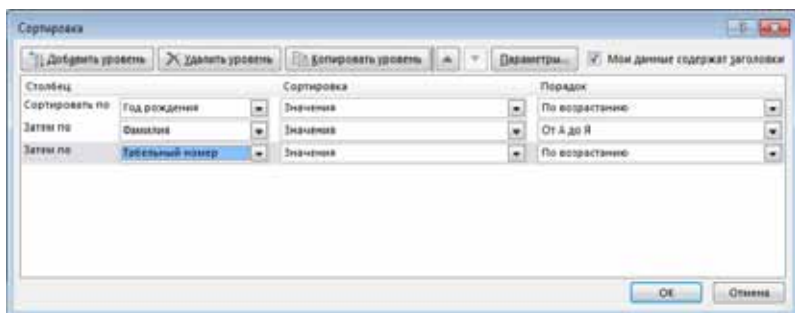 Сортировка
Добавить уровень Удалить уровень Копировать уровень Параметры... Мои данные содержат заголовки
Столбец Сортировка Порядок
Сортировать по Год рождения Значения По возрастанию
Затем по Фамилия Значения От А до Я
Затем по Табельный номер Значения По возрастанию
ОК Отмена